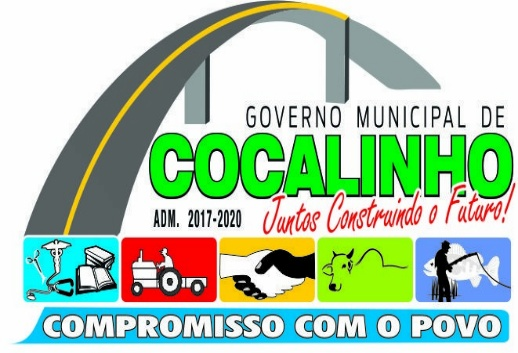 GOVERNO MUNICIPAL DE
COCALINHO
ADM. 2017-2020 Juntos Construindo o Futuro!
COMPROMISSO COM O POVO